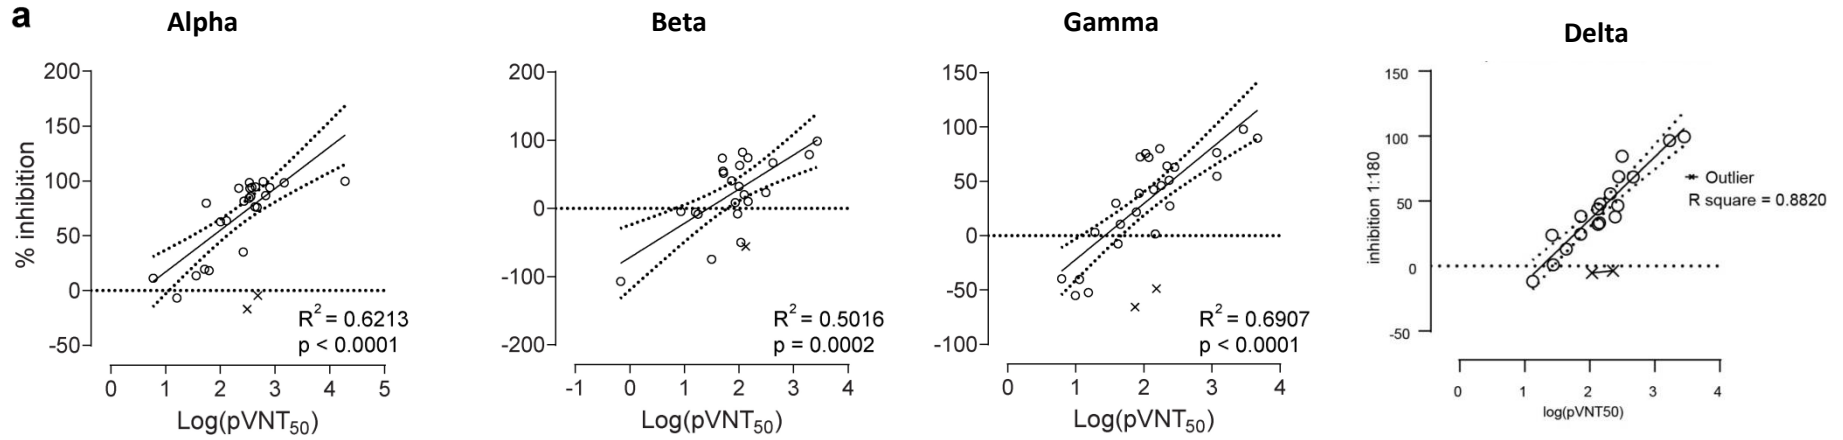 a
Alpha
Beta
Gamma
Delta
% inhibition
200
150
100
50
0
-50
0 1 2 3 4 5
Log(pVNT50)
R2 = 0.6213
p < 0.0001
200
100
0
-100
-200
-1 0 1 2 3 4
Log(pVNT50)
R2 = 0.5016
p = 0.0002
150
100
50
0
-50
-100
0 1 2 3 4
Log(pVNT50)
R2 = 0.6907
p < 0.0001
inhibition 1:180
150
100
50
0
-50
0 1 2 3 4
log(pVNT50)
Outlier
R square = 0.8820